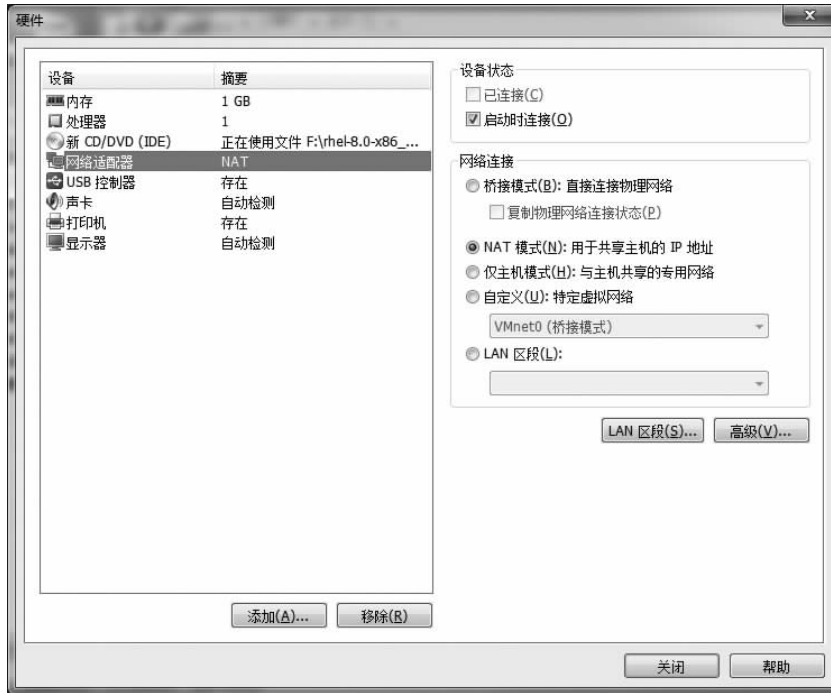 硬件
设备 摘要
内存 1 GB
处理器 1
新 CD/DVD (IDE) 正在使用文件 F:\rhel-8.0-x86_...
网络适配器 NAT
USB 控制器 存在
声卡 自动检测
打印机 存在
显示器 自动检测
添加(A)... 移除(R)
设备状态
已连接(C)
启动时连接(O)
网络连接
桥接模式(B): 直接连接物理网络
复制物理网络连接状态(P)
NAT 模式(N): 用于共享主机的 IP 地址
仅主机模式(H): 与主机共享的专用网络
自定义(U): 特定虚拟网络
VMnet0 (桥接模式)
LAN 区段(L):
LAN 区段(S)... 高级(V)...
关闭 帮助